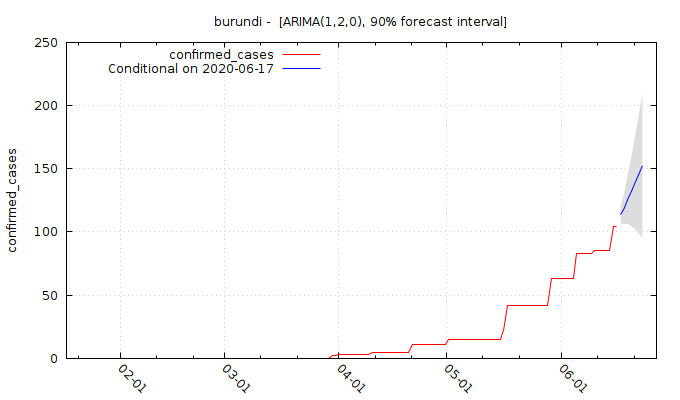 burundi -  [ARIMA(1,2,0), 90% forecast interval]
confirmed_cases
Conditional on 2020-06-17
confirmed_cases
250
200
150
100
50
0
02-01
03-01
04-01
05-01
06-01